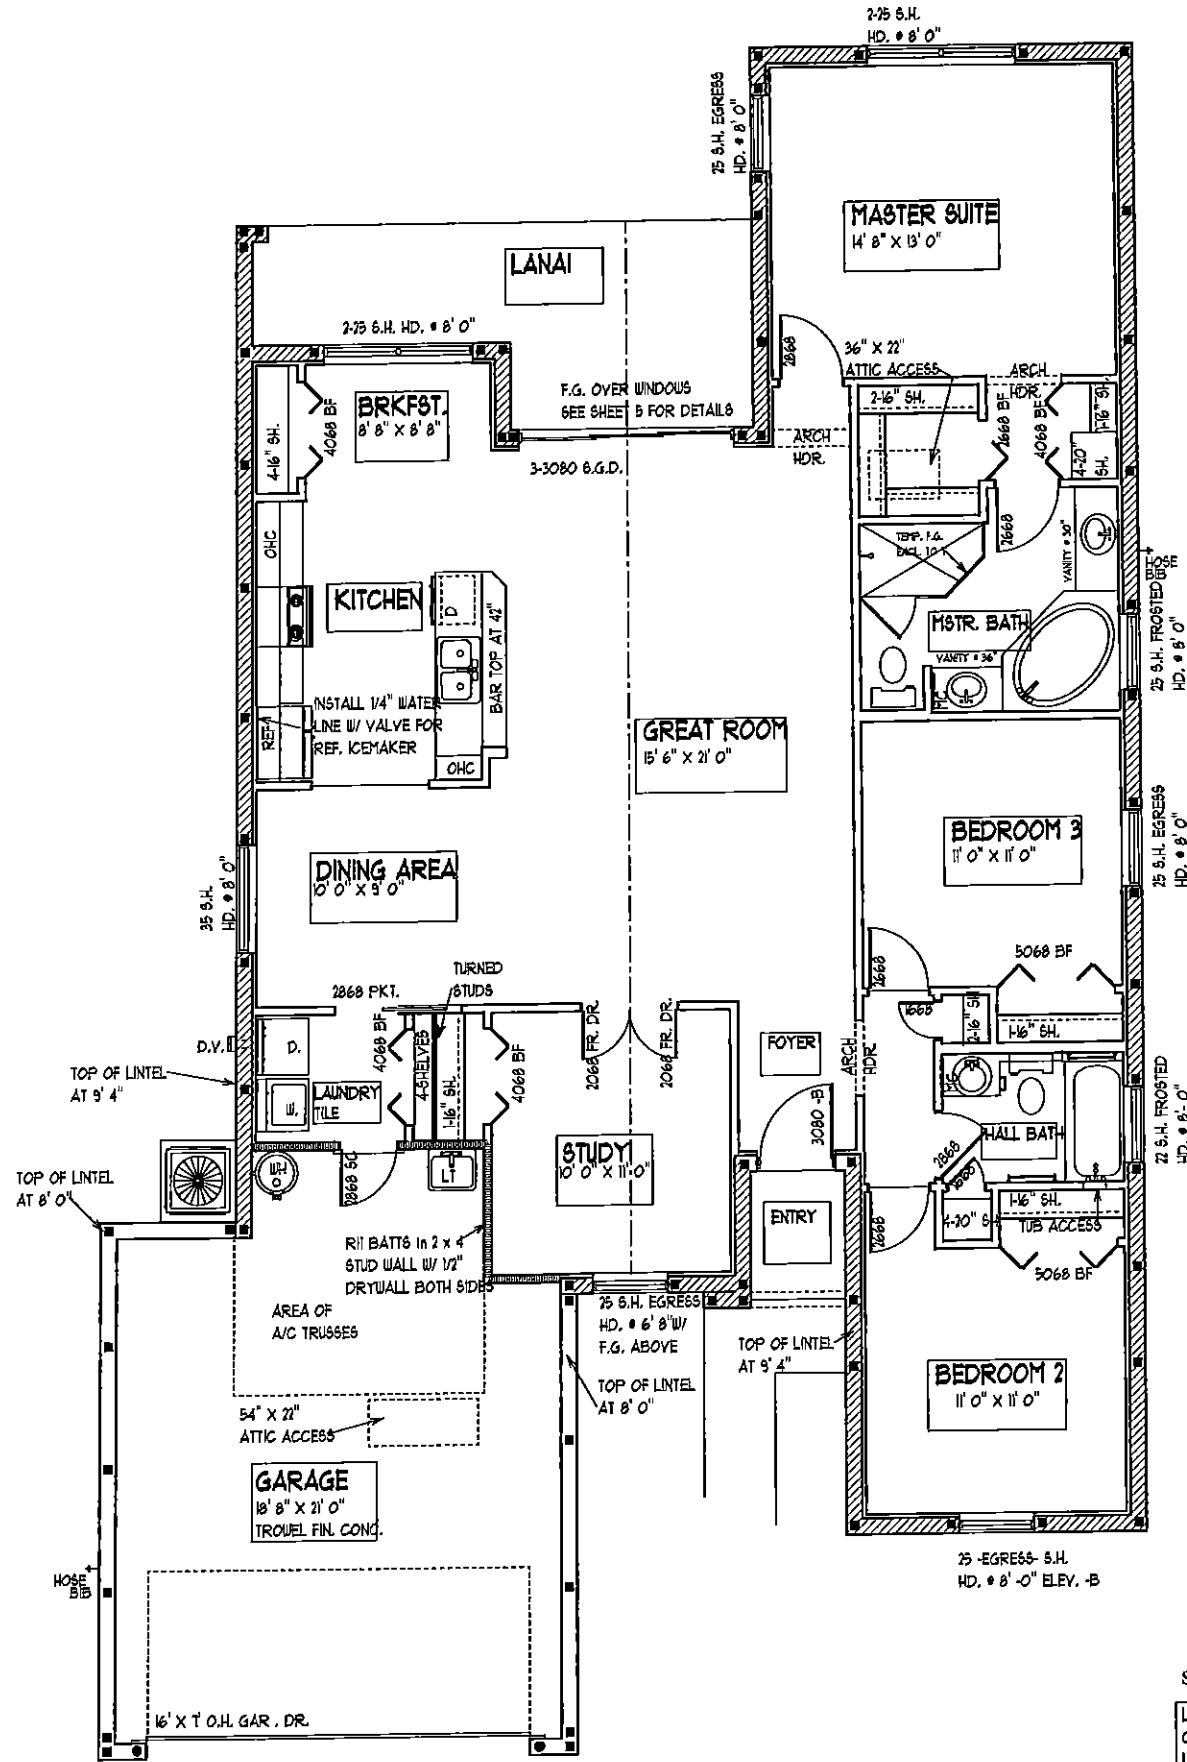 2-25 S.H.
HD. @ 8' 0"
25 S.H. EGRESS
HD. @ 8' 0"
MASTER SUITE
14' 8" X 13' 0"
LANAI
2-25 S.H. HD. @ 8' 0"
2868
36" X 22"
ATTIC ACCESS
ARCH
HDR.
2-16" SH.
1-16" SH.
4-20"
SH.
2668 BF
4068 BF
BRKFST.
8' 8" X 8' 8"
4-16" SH.
4068 BF
F.G. OVER WINDOWS
SEE SHEET 5 FOR DETAILS
3-3080 S.G.D.
ARCH
HDR.
2668
TEMP. F.G.
VANITY @ 30"
HOSE
BIB
OHC
KITCHEN
D
BAR TOP AT 42"
MSTR. BATH
VANITY @ 36"
MC
25 S.H. FROSTED
HD. @ 8' 0"
INSTALL 1/4" WATER
LINE W/ VALVE FOR
REF. ICEMAKER
REF.
OHC
GREAT ROOM
15' 6" X 21' 0"
BEDROOM 3
11' 0" X 11' 0"
25 S.H. EGRESS
HD. @ 8' 0"
DINING AREA
10' 0" X 9' 0"
35 S.H.
HD. @ 8' 0"
2668
5068 BF
TURNED
STUDS
2868 PKT.
1668
2-16" SH.
1-16" SH.
D.V.
D.
4068 BF
4-SHELVES
1-16" SH.
4068 BF
2068 FR. DR.
2068 FR. DR.
FOYER
ARCH
HDR.
MC
TOP OF LINTEL
AT 9' 4"
W.
LAUNDRY
TILE
3080 -B
HALL BATH
2868
1668
22 S.H. FROSTED
HD. @ 8'- 0"
STUDY
10' 0" X 11'-0"
WH
2868 SC
LT
TOP OF LINTEL
AT 8' 0"
ENTRY
2668
4-20" SH.
1-16" SH.
TUB ACCESS
5068 BF
R11 BATTS in 2 x 4
STUD WALL W/ 1/2"
DRYWALL BOTH SIDES
AREA OF
A/C TRUSSES
25 S.H. EGRESS
HD. @ 6' 8"W/
F.G. ABOVE
TOP OF LINTEL
AT 9' 4"
TOP OF LINTEL
AT 8' 0"
BEDROOM 2
11' 0" X 11' 0"
54" X 22"
ATTIC ACCESS
GARAGE
18' 8" X 21' 0"
TROWEL FIN. CONC.
HOSE
BIB
25 -EGRESS- S.H.
HD. @ 8' -0" ELEV. -B
16' X 7' O.H. GAR . DR.